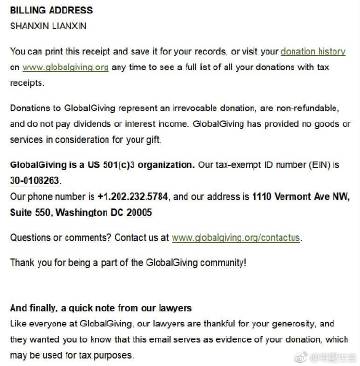 BILLING ADDRESS
SHANXIN LIANXIN
You can print this receipt and save it for your records, or visit your donation history
on www.globalgiving.org any time to see a full list of all your donations with tax
receipts.
Donations to GlobalGiving represent an irrevocable donation, are non-refundable,
and do not pay dividends or interest income. GlobalGiving has provided no goods or
services in consideration for your gift.
GlobalGiving is a US 501(c)3 organization. Our tax-exempt ID number (EIN) is
30-0108263.
Our phone number is +1.202.232.5784, and our address is 1110 Vermont Ave NW,
Suite 550, Washington DC 20005
Questions or comments? Contact us at www.globalgiving.org/contactus.
Thank you for being a part of the GlobalGiving community!
And finally, a quick note from our lawyers
Like everyone at GlobalGiving, our lawyers are thankful for your generosity, and
they wanted you to know that this email serves as evidence of your donation, which
may be used for tax purposes.